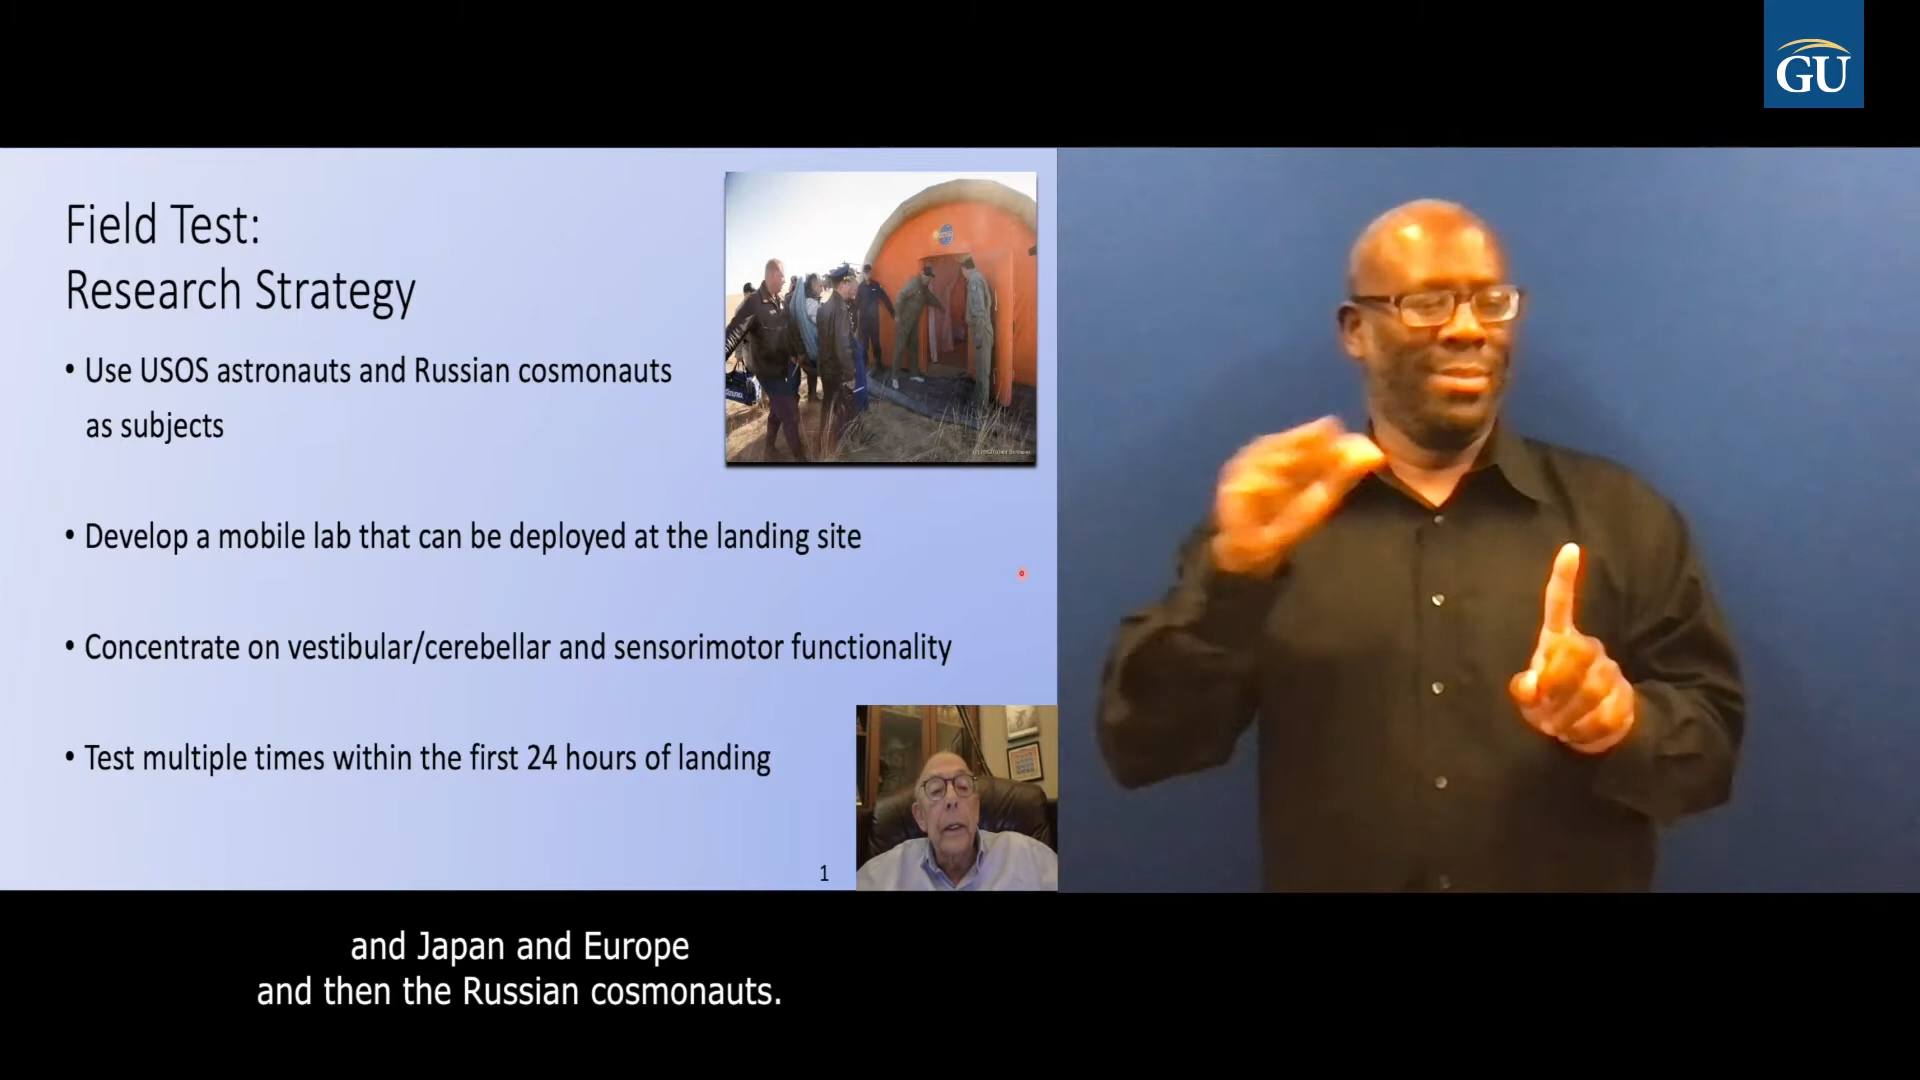 GU
Field Test:
Research Strategy
• Use USOS astronauts and Russian cosmonauts
as subjects
• Develop a mobile lab that can be deployed at the landing site
• Concentrate on vestibular/cerebellar and sensorimotor functionality
• Test multiple times within the first 24 hours of landing
1
and Japan and Europe
and then the Russian cosmonauts.